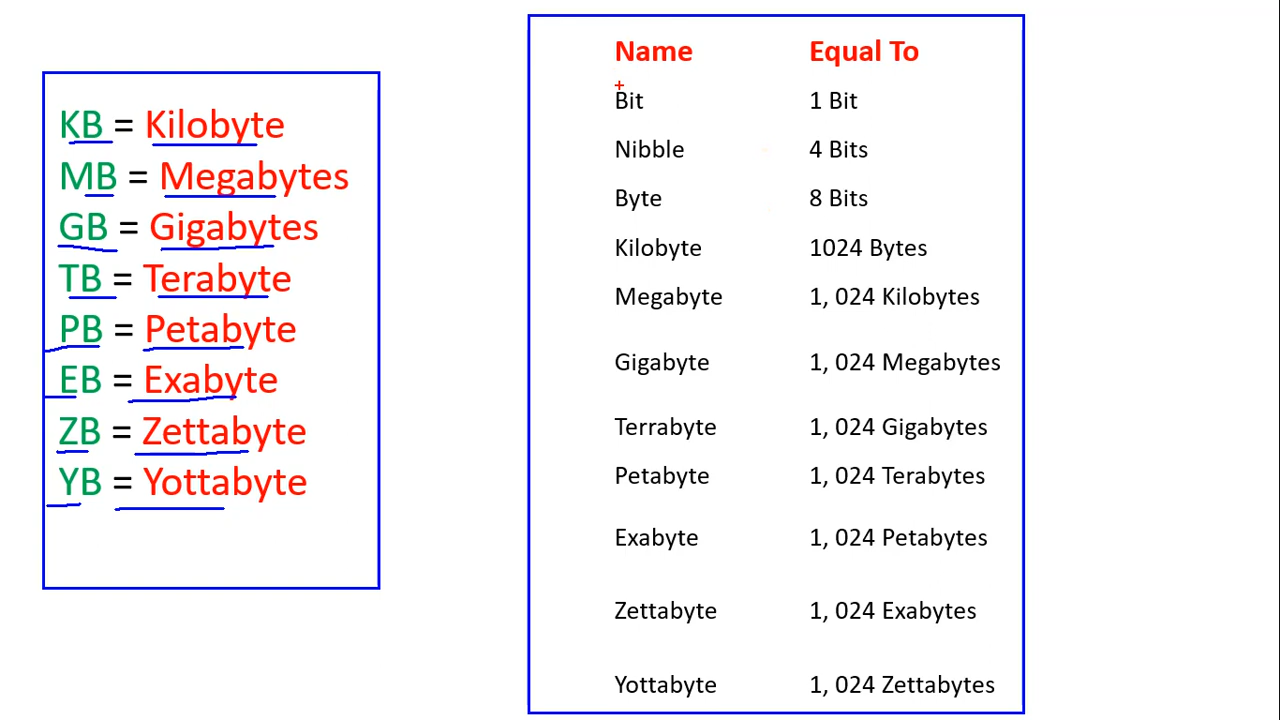 KB = Kilobyte
MB = Megabytes
GB = Gigabytes
TB = Terabyte
PB = Petabyte
EB = Exabyte
ZB = Zettabyte
YB = Yottabyte
Name Equal To
Bit 1 Bit
Nibble 4 Bits
Byte 8 Bits
Kilobyte 1024 Bytes
Megabyte 1, 024 Kilobytes
Gigabyte 1, 024 Megabytes
Terrabyte 1, 024 Gigabytes
Petabyte 1, 024 Terabytes
Exabyte 1, 024 Petabytes
Zettabyte 1, 024 Exabytes
Yottabyte 1, 024 Zettabytes